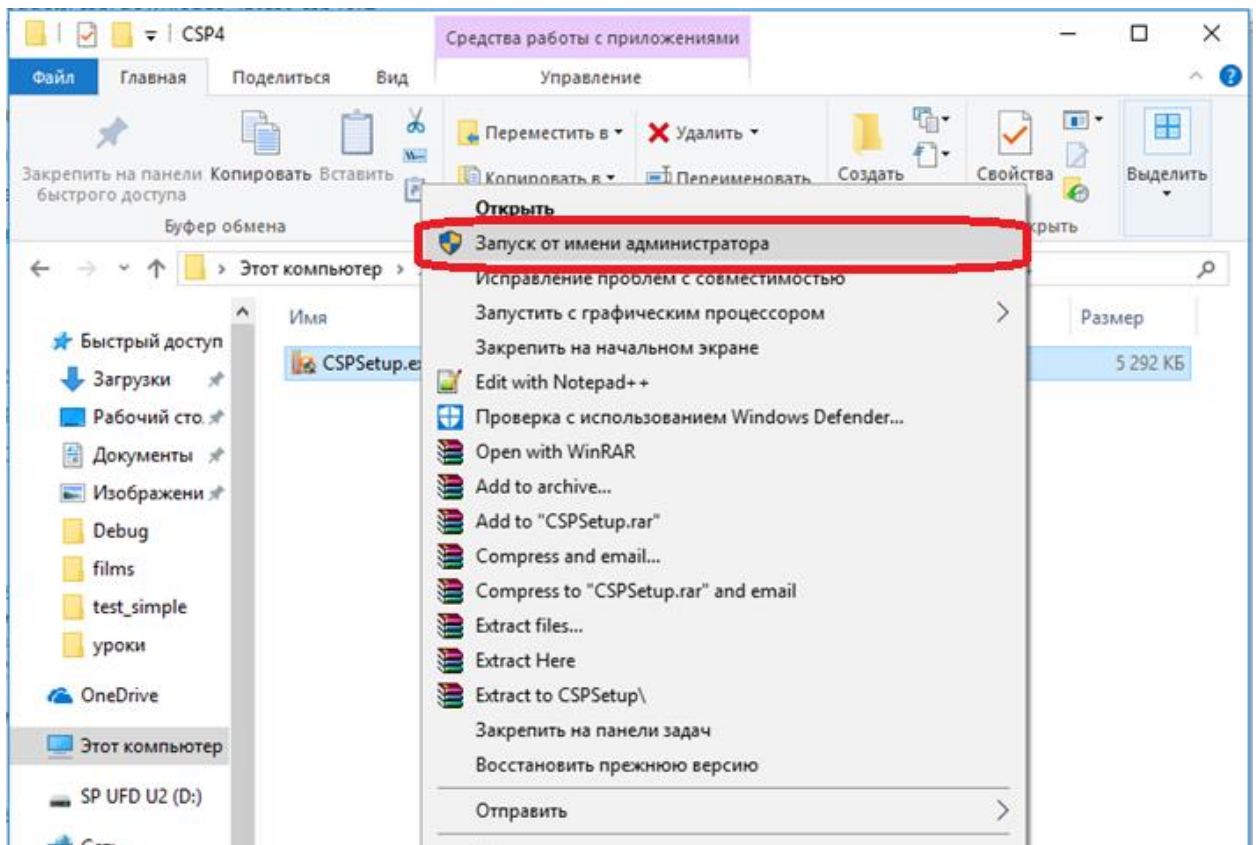 CSP4
Средства работы с приложениями
Файл Главная Поделиться Вид Управление
Закрепить на панели быстрого доступа
Копировать
Вставить
Переместить в
Копировать в
Удалить
Переименовать
Создать
Свойства
Выделить
Буфер обмена
Этот компьютер
Имя
Размер
CSPSetup.ex
5 292 КБ
Быстрый доступ
Загрузки
Рабочий сто.
Документы
Изображени
Debug
films
test_simple
уроки
OneDrive
Этот компьютер
SP UFD U2 (D:)
Открыть
Запуск от имени администратора
Исправление проблем с совместимостью
Запустить с графическим процессором
Закрепить на начальном экране
Edit with Notepad++
Проверка с использованием Windows Defender...
Open with WinRAR
Add to archive...
Add to "CSPSetup.rar"
Compress and email...
Compress to "CSPSetup.rar" and email
Extract files...
Extract Here
Extract to CSPSetup\
Закрепить на панели задач
Восстановить прежнюю версию
Отправить